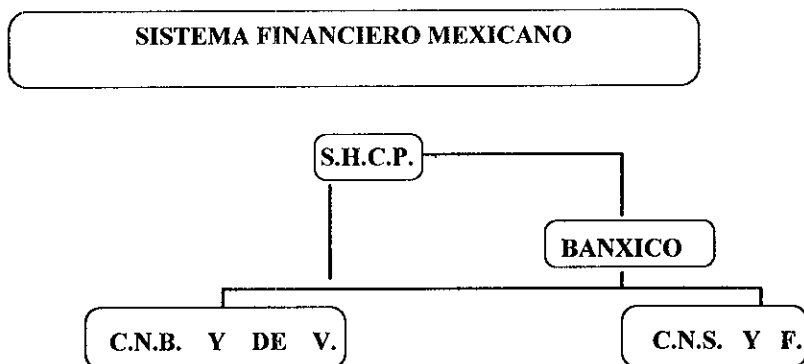 SISTEMA FINANCIERO MEXICANO
S.H.C.P.
BANXICO
C.N.B. Y DE V.
C.N.S. Y F.